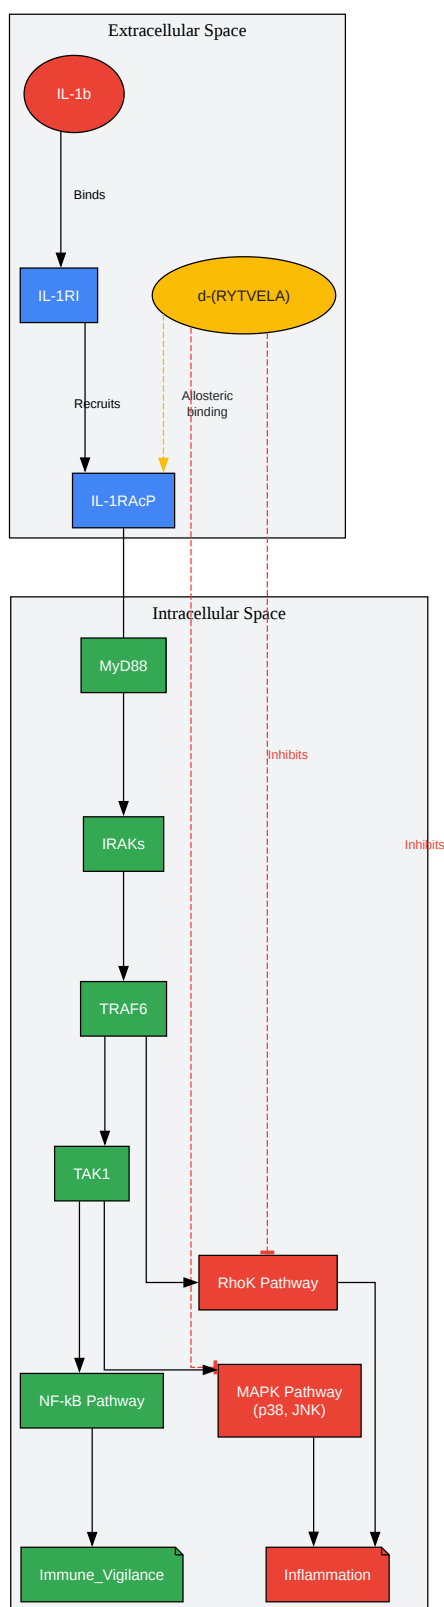 Extracellular Space
IL-1b
Binds
IL-1RI
d-(RYTVELA)
Recruits
Allosteric
binding
IL-1RAcP
Intracellular Space
MyD88
Inhibits
IRAKs
Inhibits
TRAF6
TAK1
RhoK Pathway
NF-kB Pathway
MAPK Pathway
(p38, JNK)
Immune_Vigilance
Inflammation